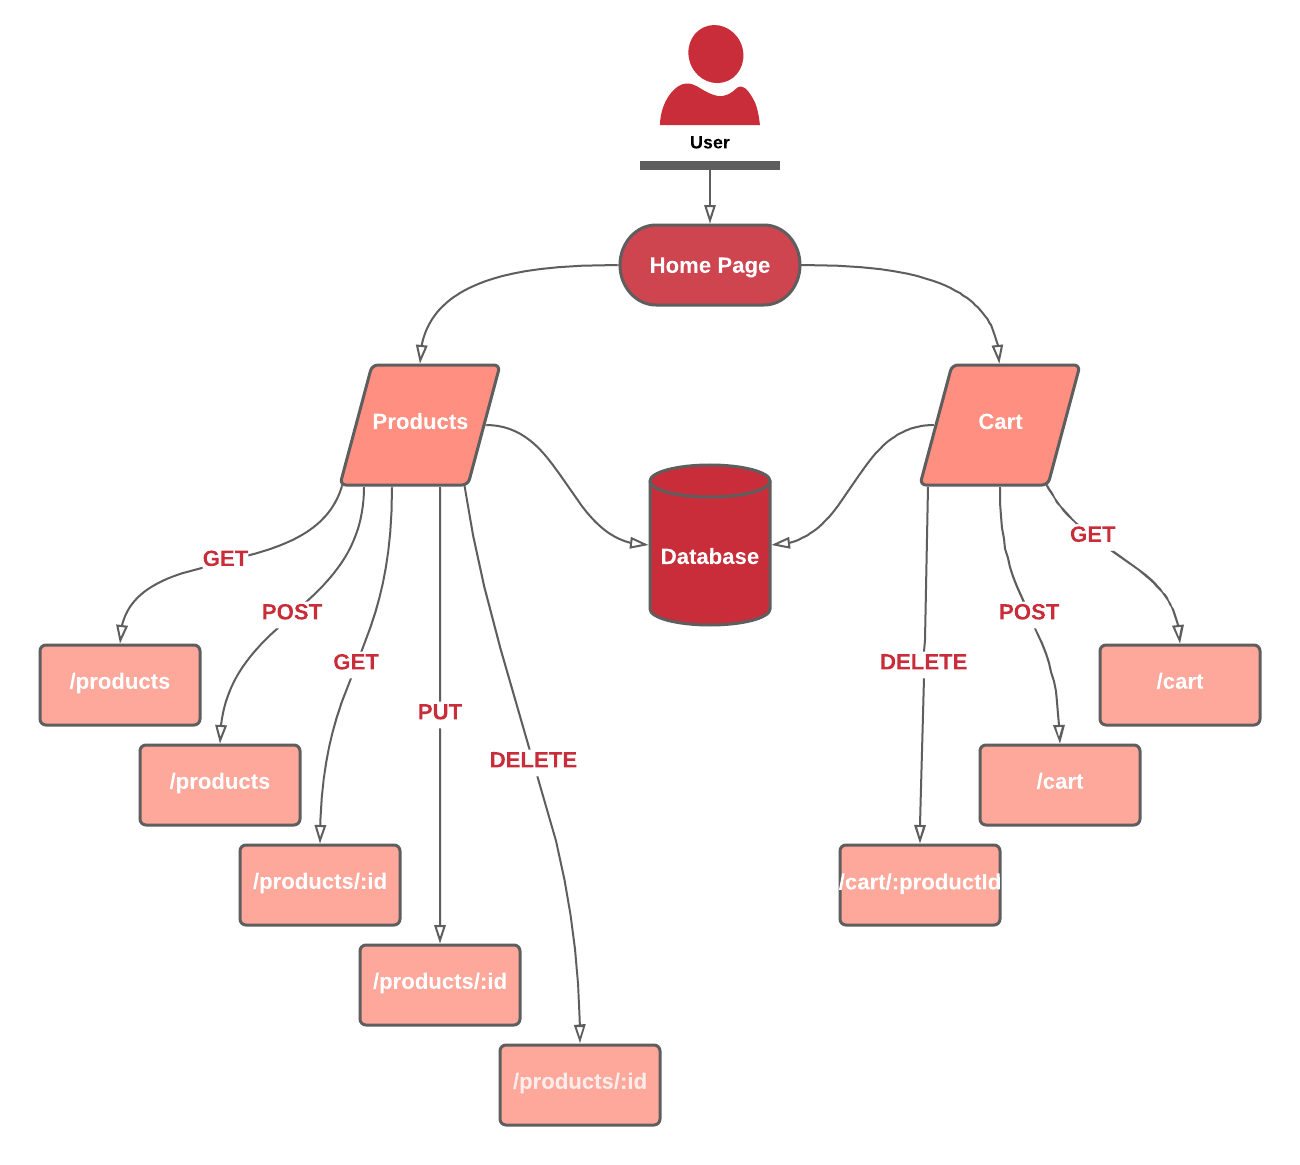 User
Home Page
Products
Cart
Database
GET
POST
GET
PUT
DELETE
GET
POST
DELETE
/products
/products
/products/:id
/products/:id
/products/:id
/cart
/cart
/cart/:productId